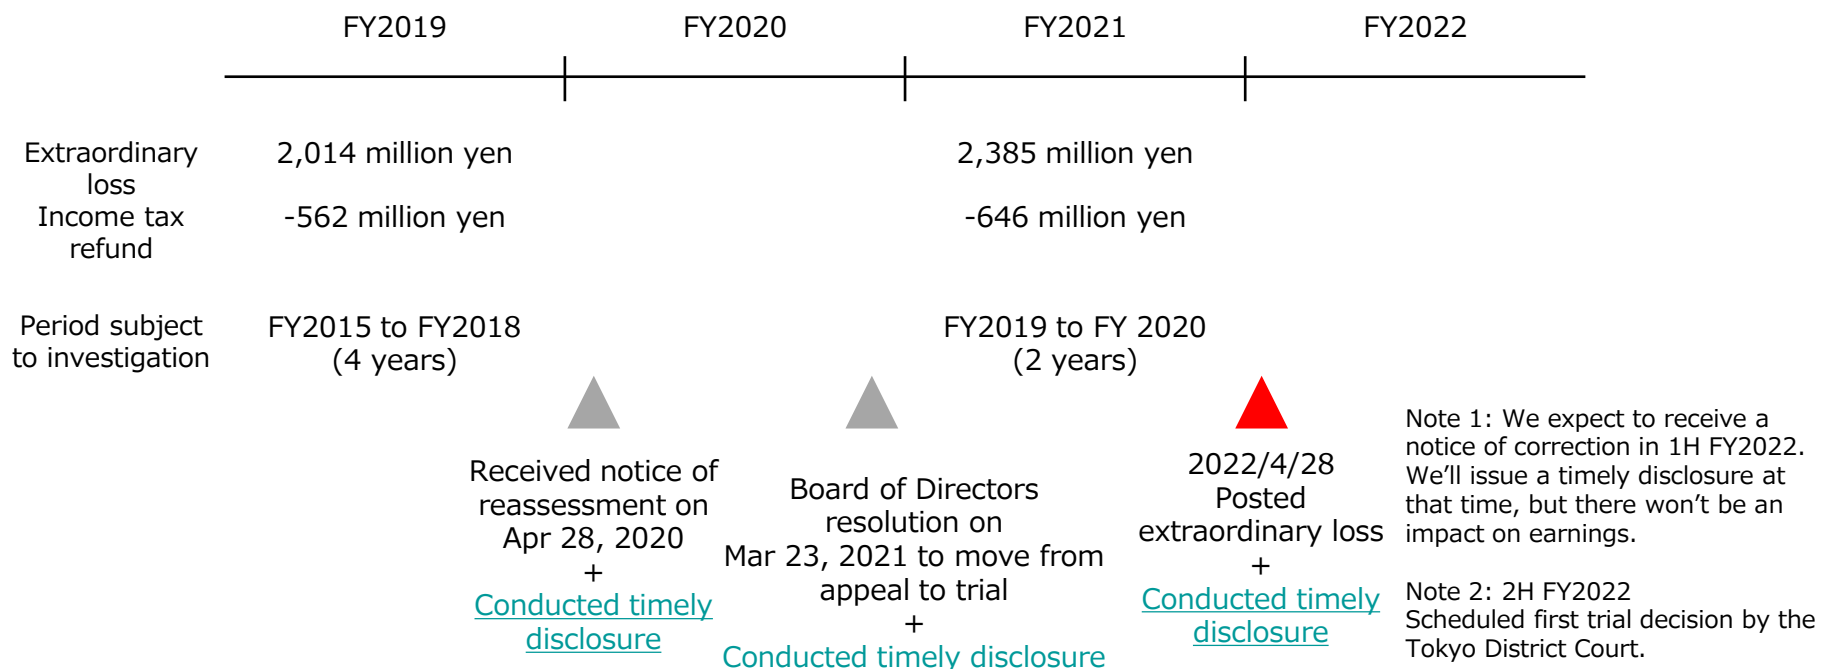 FY2019
FY2020
FY2021
FY2022
Extraordinary
loss
2,014 million yen
2,385 million yen
Income tax
refund
-562 million yen
-646 million yen
Period subject
to investigation
FY2015 to FY2018
(4 years)
FY2019 to FY 2020
(2 years)
Received notice of
reassessment on
Apr 28, 2020
+
Conducted timely
disclosure
Board of Directors
resolution on
Mar 23, 2021 to move from
appeal to trial
+
Conducted timely disclosure
2022/4/28
Posted
extraordinary loss
+
Conducted timely
disclosure
Note 1: We expect to receive a
notice of correction in 1H FY2022.
We’ll issue a timely disclosure at
that time, but there won’t be an
impact on earnings.
Note 2: 2H FY2022
Scheduled first trial decision by the
Tokyo District Court.